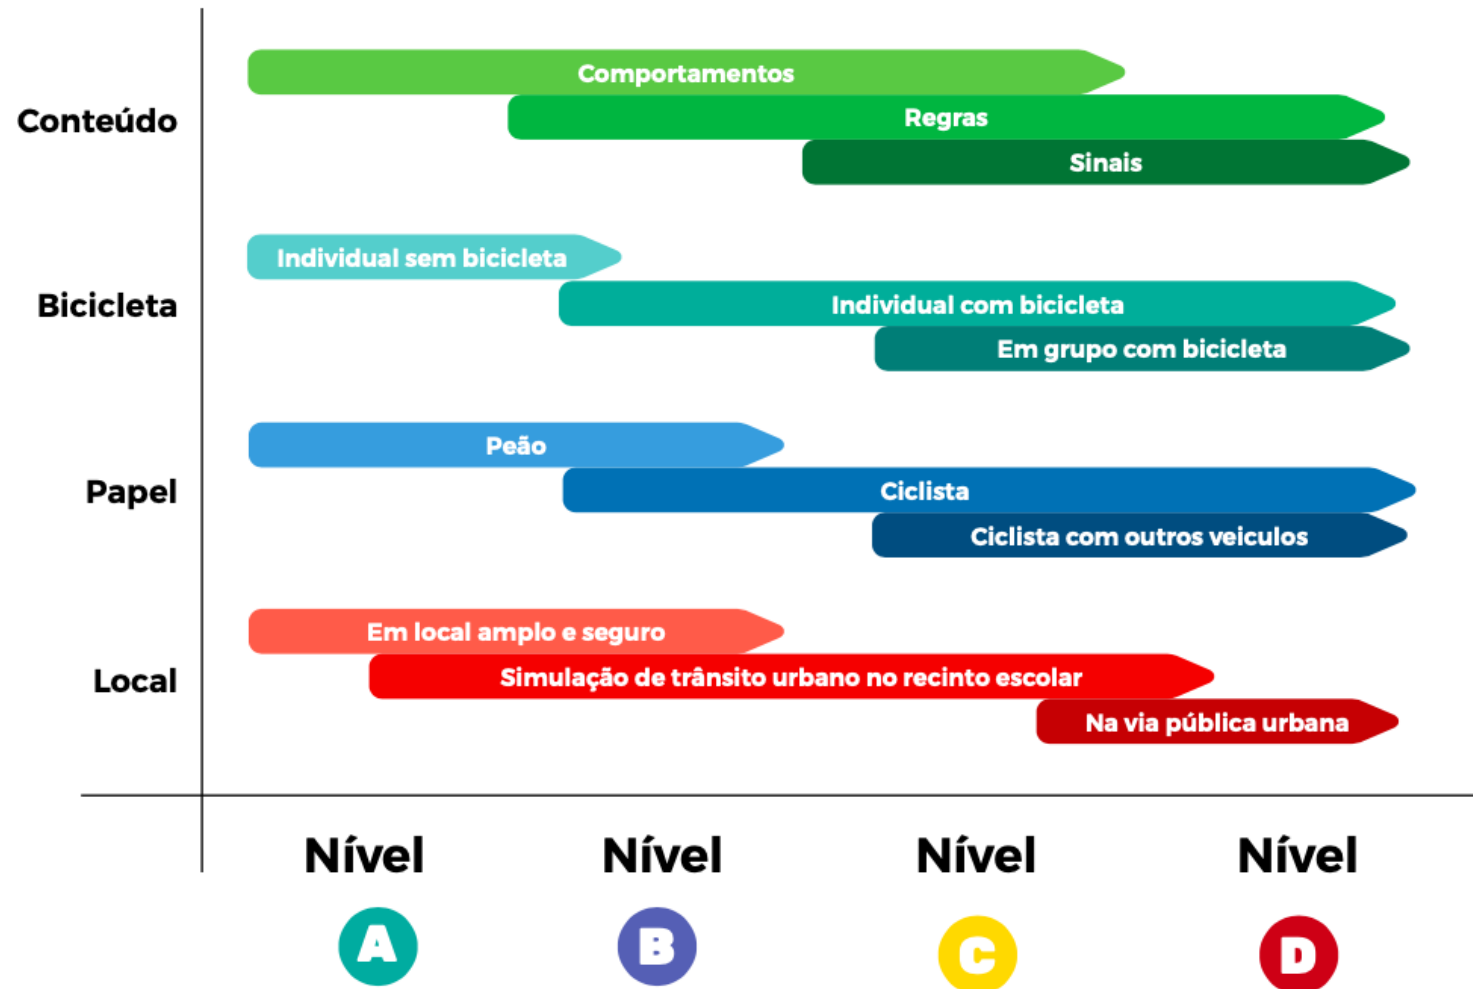 Conteúdo
Comportamentos
Regras
Sinais
Bicicleta
Individual sem bicicleta
Individual com bicicleta
Em grupo com bicicleta
Papel
Peão
Ciclista
Ciclista com outros veiculos
Local
Em local amplo e seguro
Simulação de trânsito urbano no recinto escolar
Na via pública urbana
Nível Nível Nível Nível
A B C D